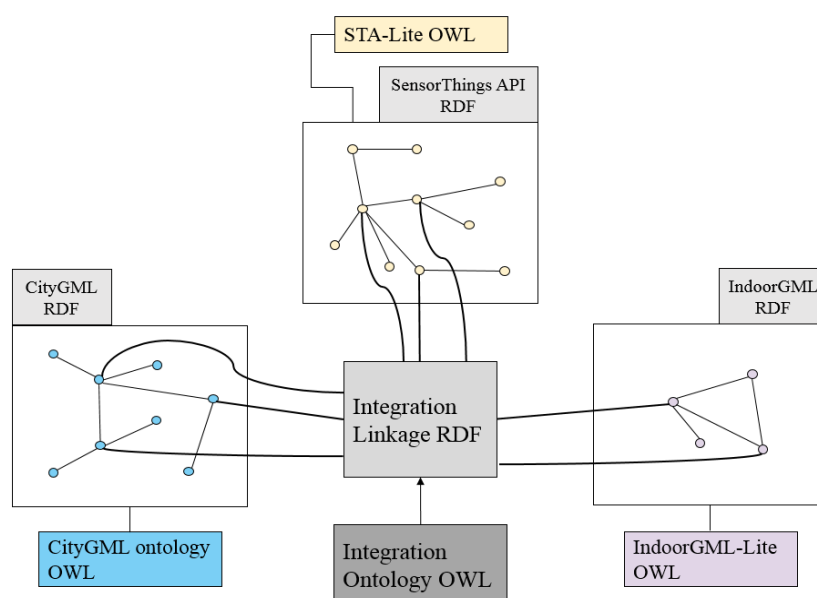 STA-Lite OWL
SensorThings API
RDF
CityGML
RDF
IndoorGML
RDF
Integration
Linkage RDF
CityGML ontology
OWL
Integration
Ontology OWL
IndoorGML-Lite
OWL